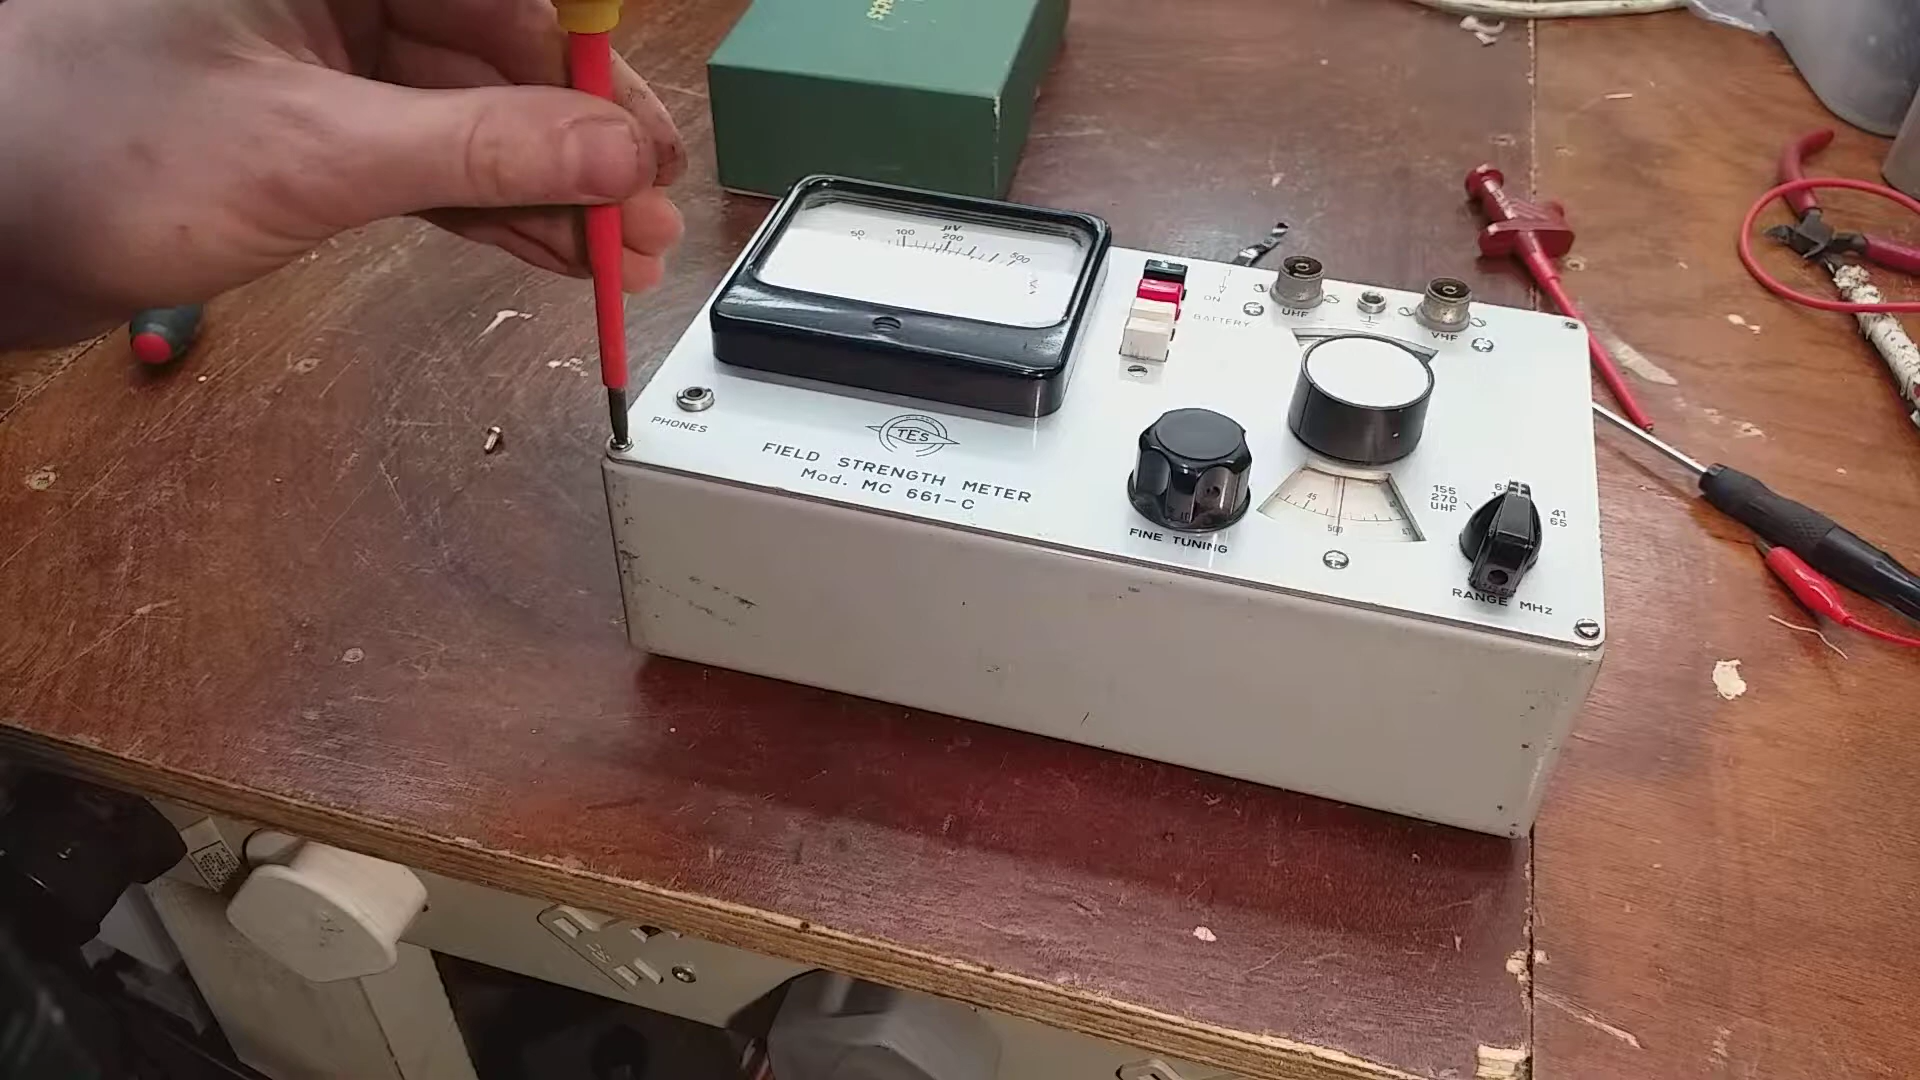 µV
50 100 200 500
ON
BATTERY
UHF
VHF
PHONES
TES
FIELD STRENGTH METER
Mod. MC 661-C
FINE TUNING
45
500
155
270
UHF
41
65
RANGE MHz